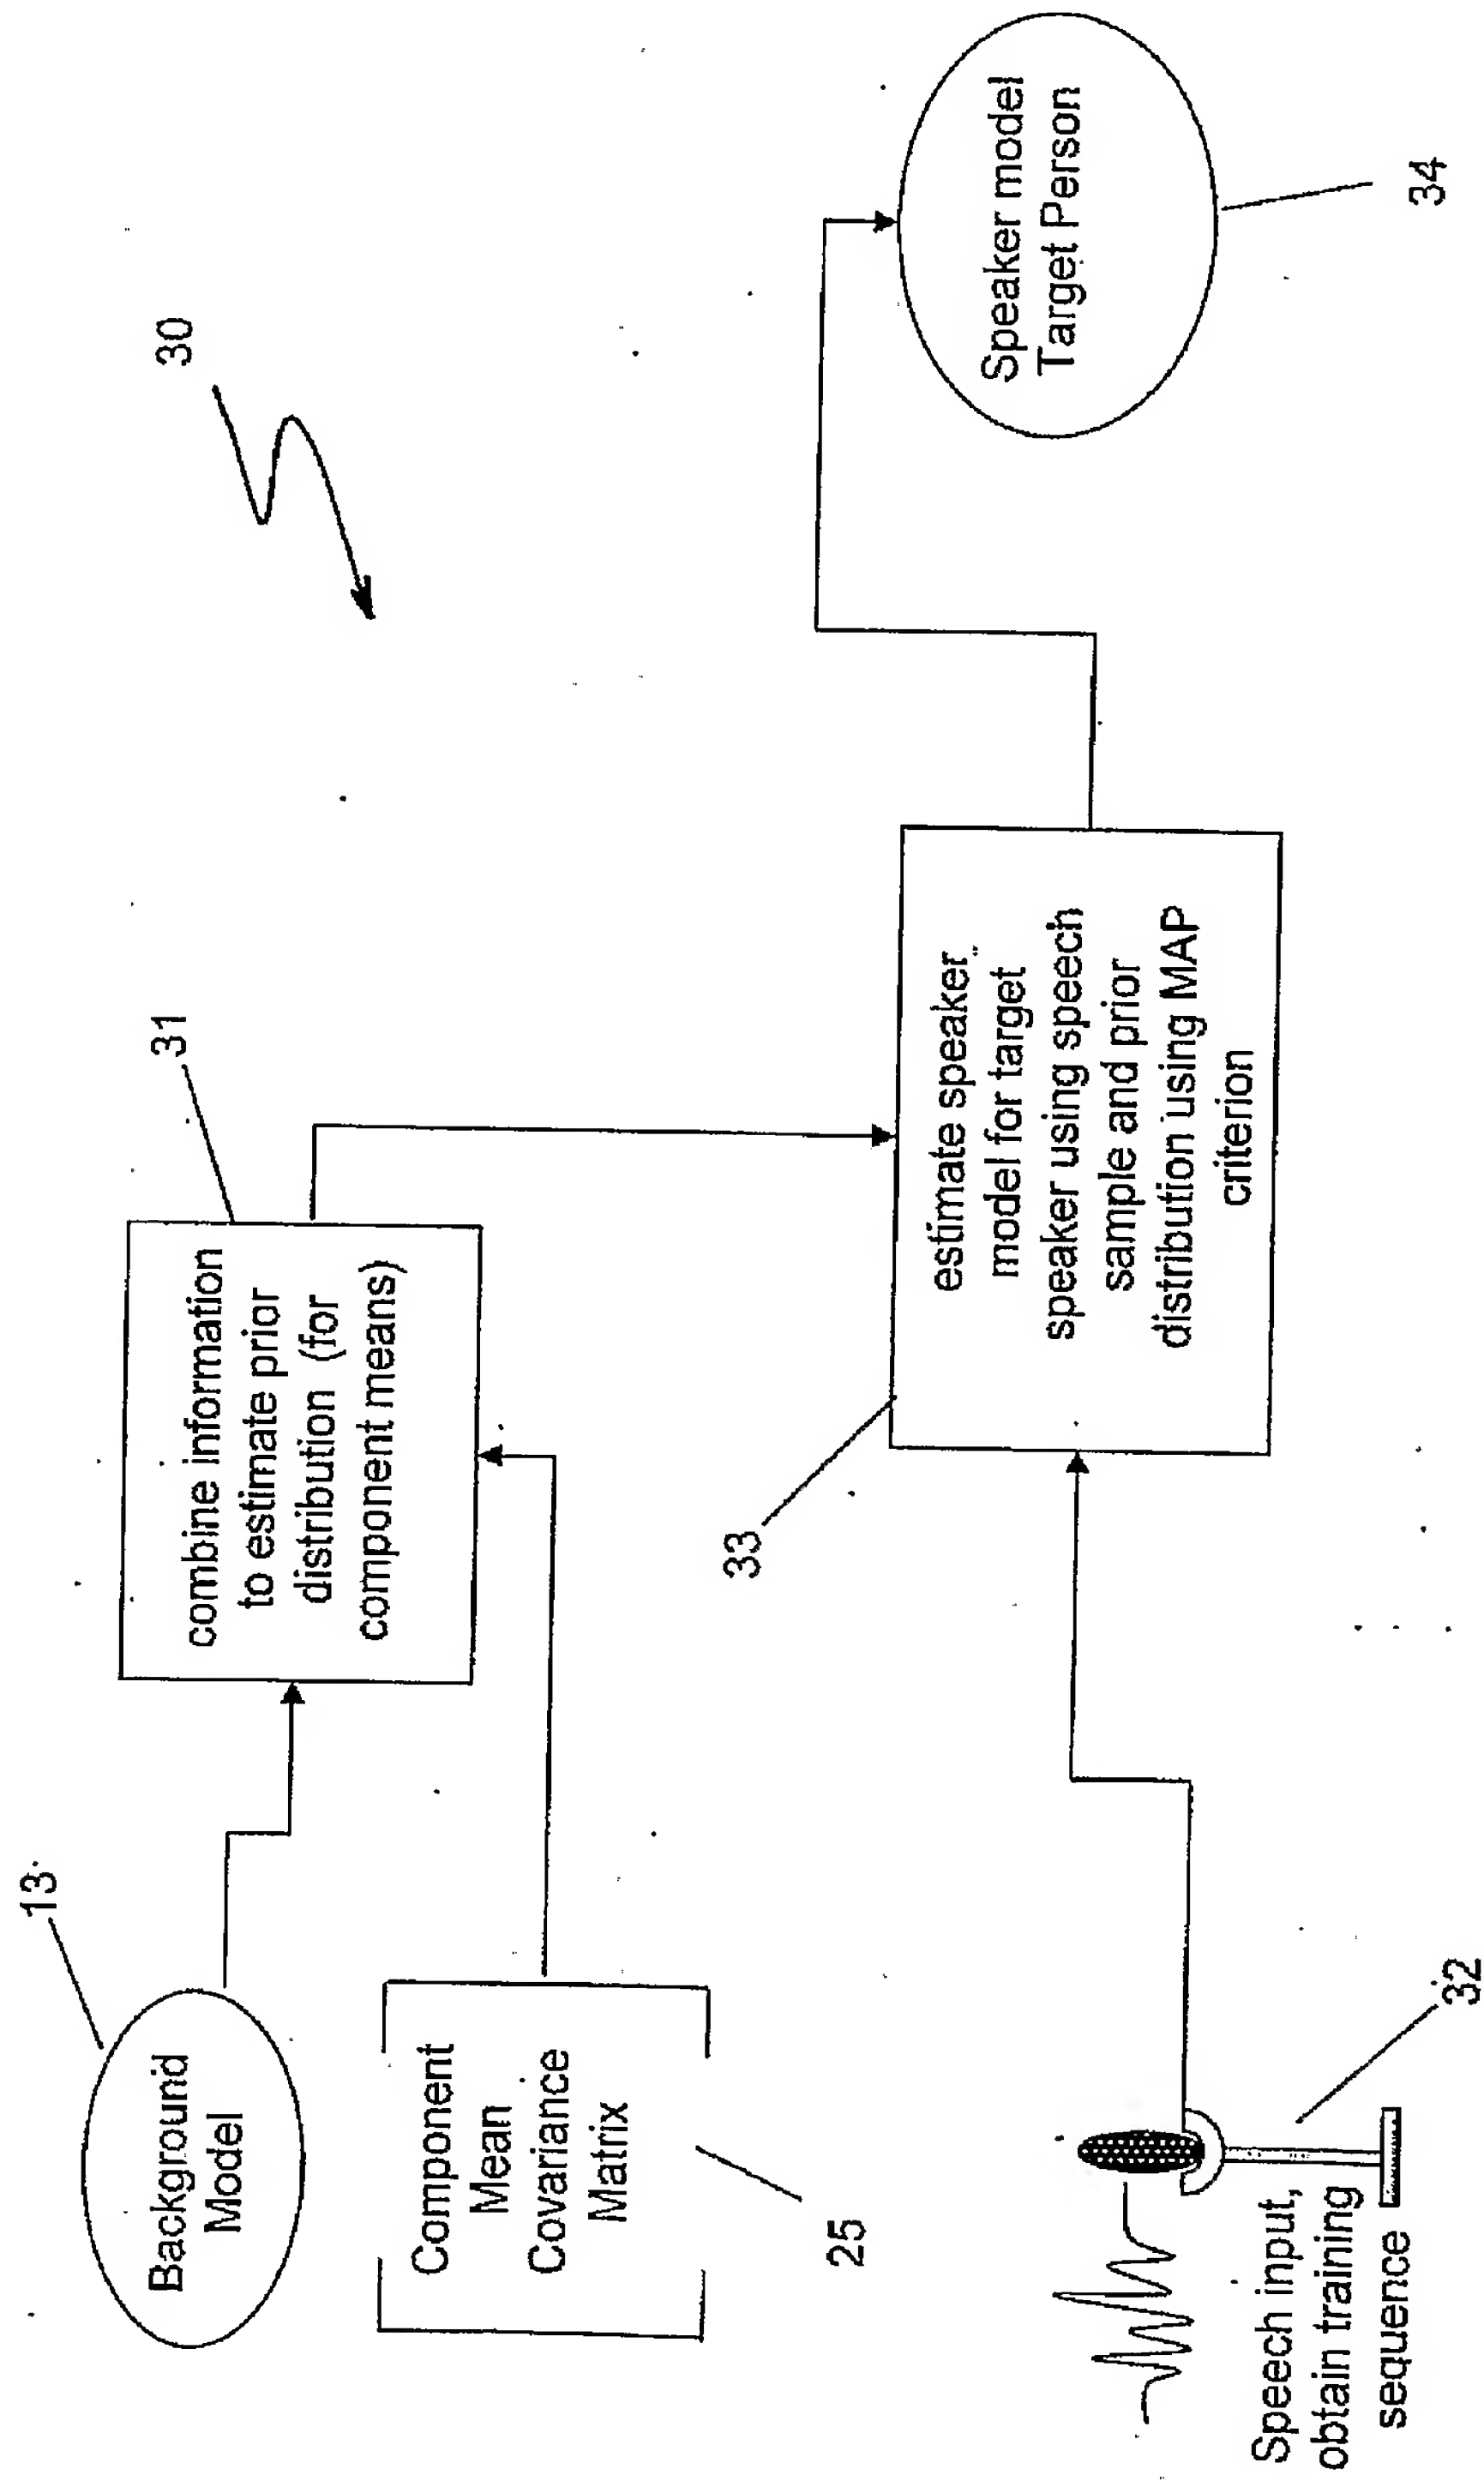 30
13
Background
Model
31
combine information
to estimate prior
distribution (for
component means)
Component
Mean
Covariance
Matrix
25
33
estimate speaker
model for target
speaker using speech
sample and prior
distribution using MAP
criterion
Speaker model
Target Person
34
Speech input,
obtain training
sequence
32